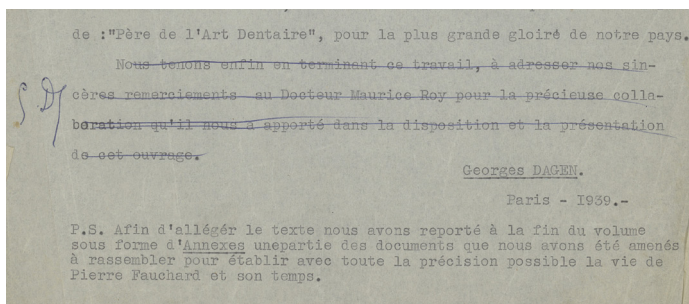 de :"Père de l'Art Dentaire", pour la plus grande gloire de notre pays.
Nous tenons enfin en terminant ce travail, à adresser nos sin-
cères remerciements au Docteur Maurice Roy pour la précieuse colla-
boration qu'il nous a apporté dans la disposition et la présentation
de cet ouvrage.
Georges DAGEN.
Paris - 1939.-
P.S. Afin d'allégér le texte nous avons reporté à la fin du volume
sous forme d'Annexes unepartie des documents que nous avons été amenés
à rassembler pour établir avec toute la précision possible la vie de
Pierre Fauchard et son temps.